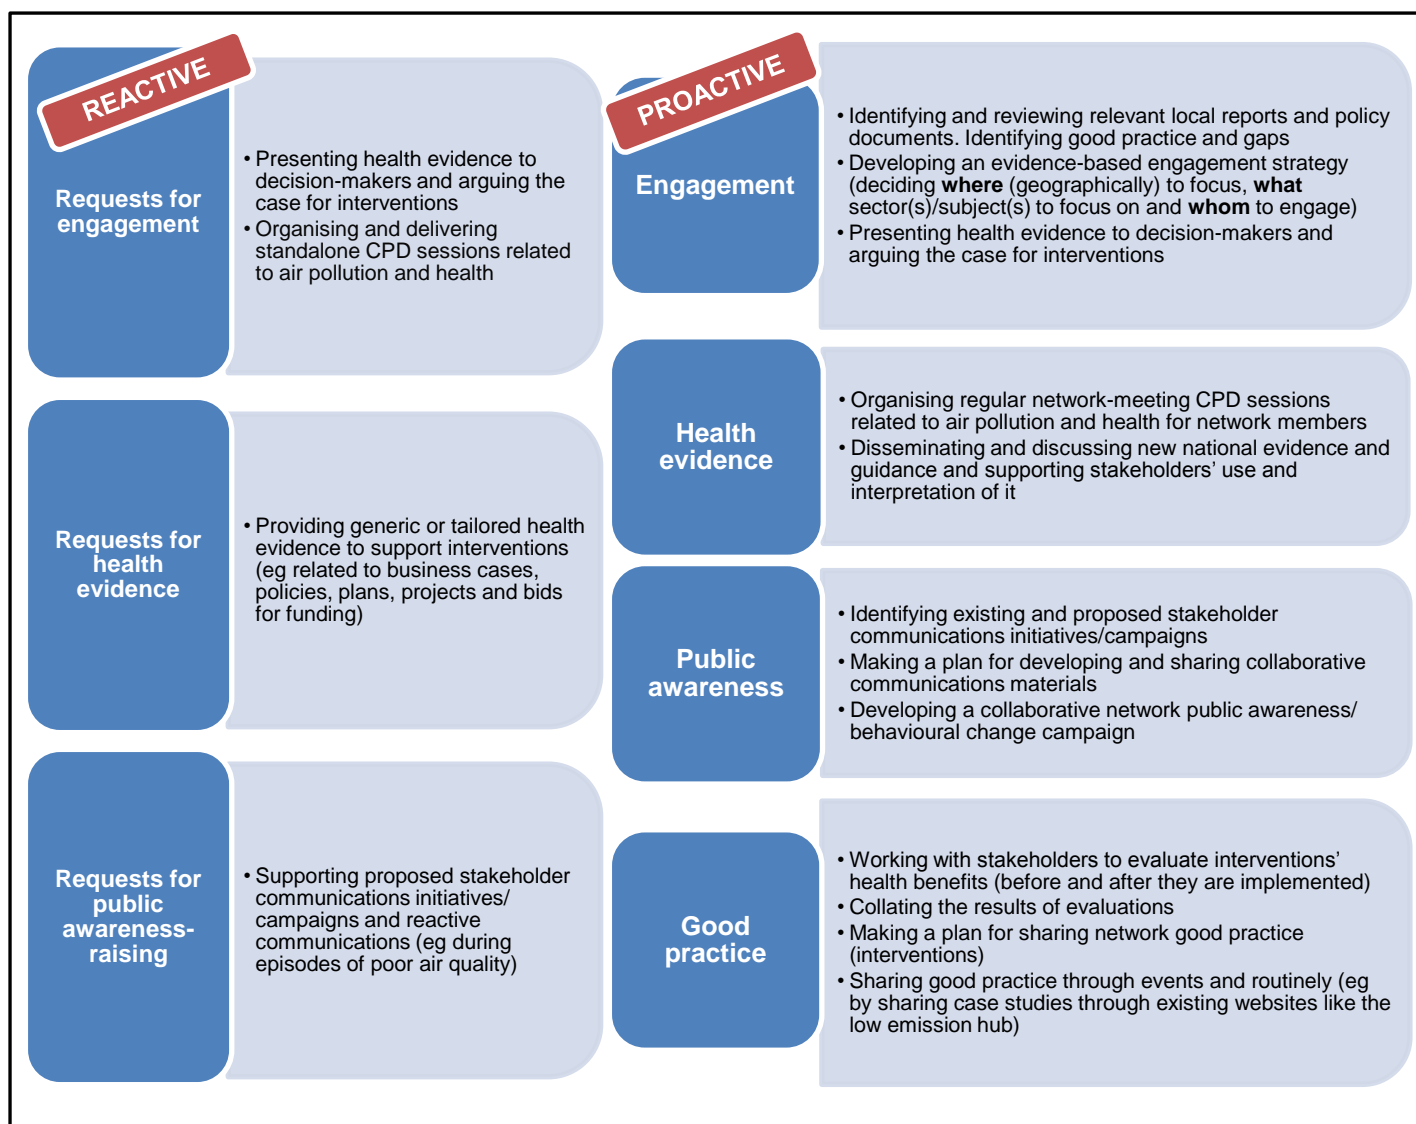 REACTIVE
Requests for
engagement
• Presenting health evidence to
decision-makers and arguing the
case for interventions
• Organising and delivering
standalone CPD sessions related
to air pollution and health
Requests for
health
evidence
• Providing generic or tailored health
evidence to support interventions
(eg related to business cases,
policies, plans, projects and bids
for funding)
Requests for
public
awareness-
raising
• Supporting proposed stakeholder
communications initiatives/
campaigns and reactive
communications (eg during
episodes of poor air quality)
PROACTIVE
Engagement
• Identifying and reviewing relevant local reports and policy
documents. Identifying good practice and gaps
• Developing an evidence-based engagement strategy
(deciding where (geographically) to focus, what
sector(s)/subject(s) to focus on and whom to engage)
• Presenting health evidence to decision-makers and
arguing the case for interventions
Health
evidence
• Organising regular network-meeting CPD sessions
related to air pollution and health for network members
• Disseminating and discussing new national evidence and
guidance and supporting stakeholders’ use and
interpretation of it
Public
awareness
• Identifying existing and proposed stakeholder
communications initiatives/campaigns
• Making a plan for developing and sharing collaborative
communications materials
• Developing a collaborative network public awareness/
behavioural change campaign
Good
practice
• Working with stakeholders to evaluate interventions’
health benefits (before and after they are implemented)
• Collating the results of evaluations
• Making a plan for sharing network good practice
(interventions)
• Sharing good practice through events and routinely (eg
by sharing case studies through existing websites like the
low emission hub)